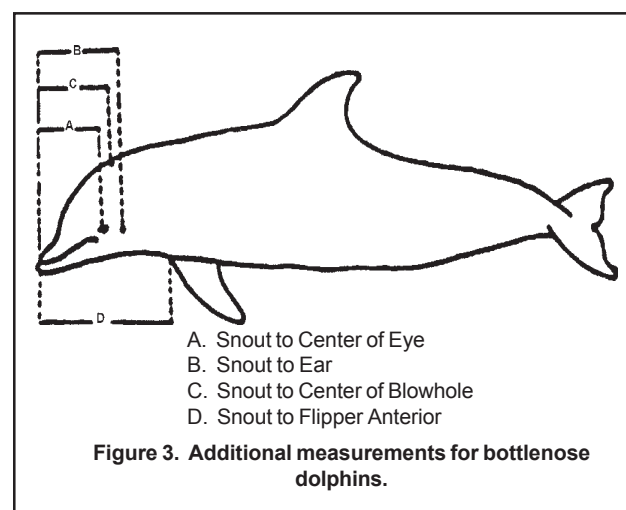 B
C
A
D
A. Snout to Center of Eye
B. Snout to Ear
C. Snout to Center of Blowhole
D. Snout to Flipper Anterior
Figure 3. Additional measurements for bottlenose
dolphins.